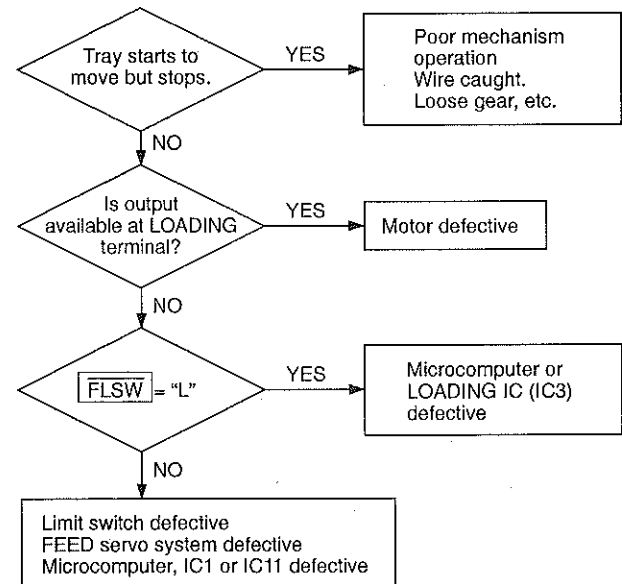 Tray starts to
move but stops.
YES
Poor mechanism
operation
Wire caught.
Loose gear, etc.
NO
Is output
available at LOADING
terminal?
YES
Motor defective
NO
FLSW = “L”
YES
Microcomputer or
LOADING IC (IC3)
defective
NO
Limit switch defective
FEED servo system defective
Microcomputer, IC1 or IC11 defective